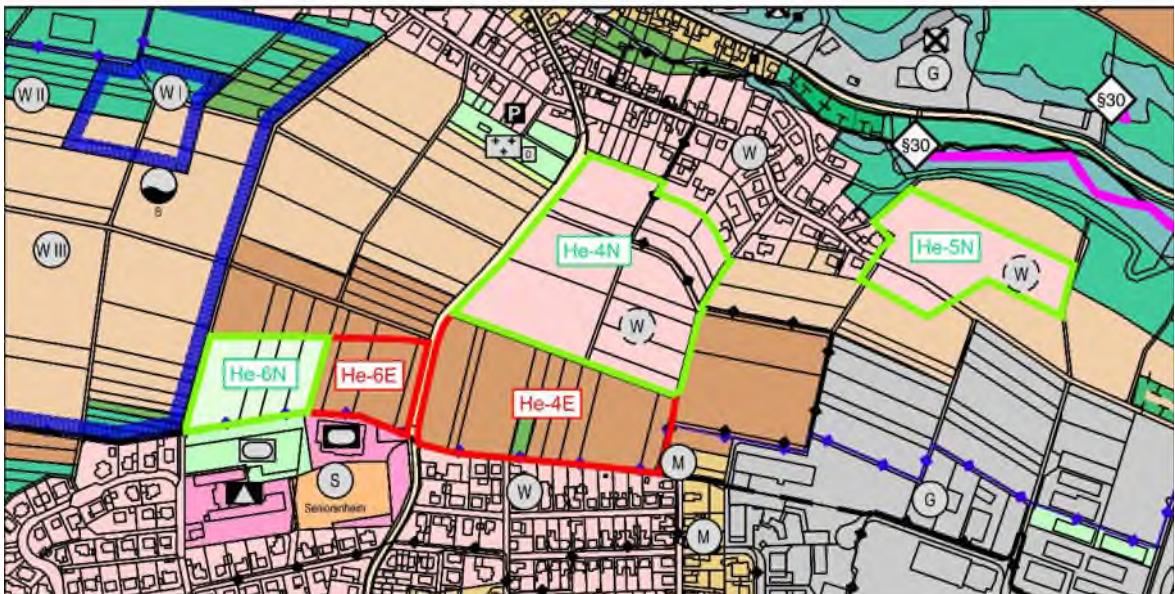 W II
W I
G
§30
P
§30
W
B
W III
He-4N
He-5N
W
W
He-6N
He-6E
He-4E
M
S
Seniorenheim
W
G
M